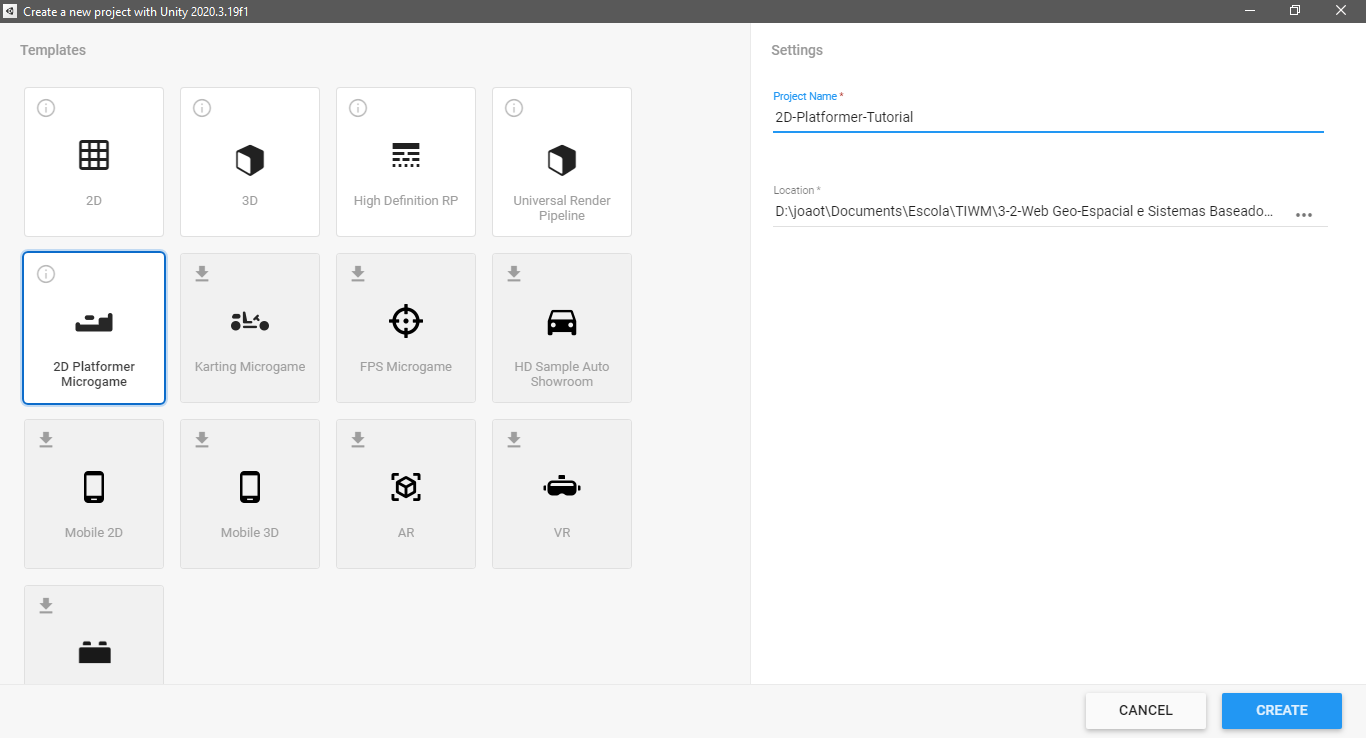 Create a new project with Unity 2020.3.19f1
Templates
2D
3D
High Definition RP
Universal Render
Pipeline
2D Platformer
Microgame
Karting Microgame
FPS Microgame
HD Sample Auto
Showroom
Mobile 2D
Mobile 3D
AR
VR
Settings
Project Name *
2D-Platformer-Tutorial
Location *
D:\joaot\Documents\Escola\TIWM\3-2-Web Geo-Espacial e Sistemas Baseado...
CANCEL
CREATE